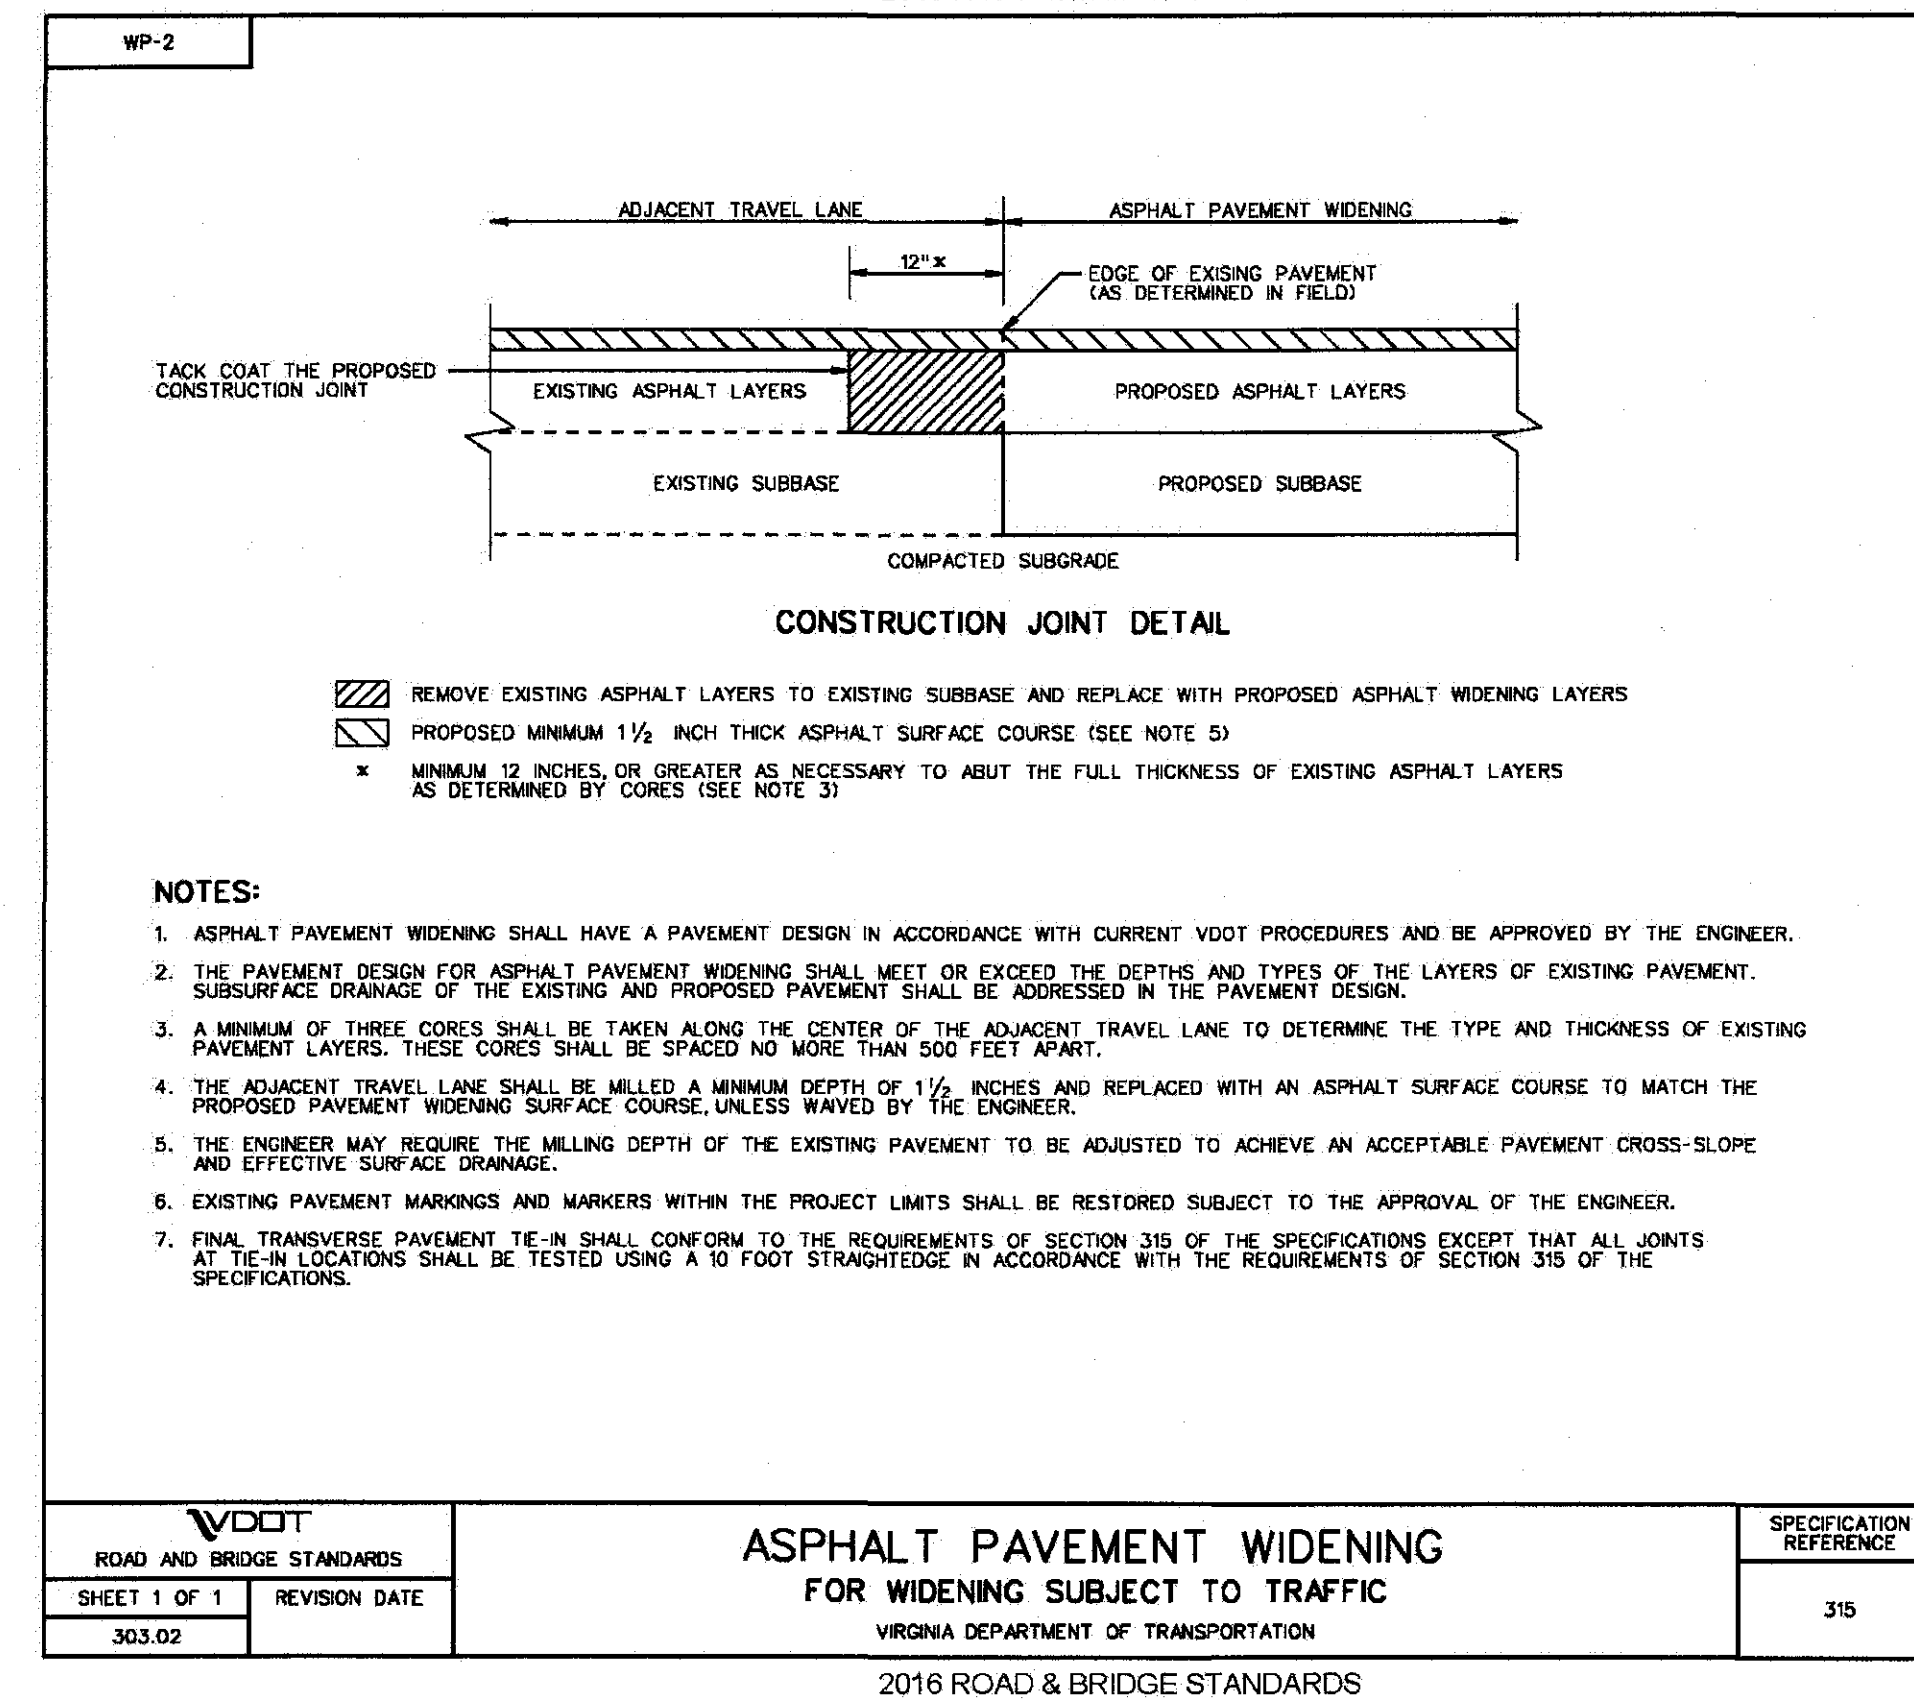 WP-2
ADJACENT TRAVEL LANE
ASPHALT PAVEMENT WIDENING
12" x
EDGE OF EXISING PAVEMENT
(AS DETERMINED IN FIELD)
TACK COAT THE PROPOSED
CONSTRUCTION JOINT
EXISTING ASPHALT LAYERS
PROPOSED ASPHALT LAYERS
EXISTING SUBBASE
PROPOSED SUBBASE
COMPACTED SUBGRADE
CONSTRUCTION JOINT DETAIL
REMOVE EXISTING ASPHALT LAYERS TO EXISTING SUBBASE AND REPLACE WITH PROPOSED ASPHALT WIDENING LAYERS
PROPOSED MINIMUM 1 1/2 INCH THICK ASPHALT SURFACE COURSE (SEE NOTE 5)
x MINIMUM 12 INCHES, OR GREATER AS NECESSARY TO ABUT THE FULL THICKNESS OF EXISTING ASPHALT LAYERS
AS DETERMINED BY CORES (SEE NOTE 3)
NOTES:
1. ASPHALT PAVEMENT WIDENING SHALL HAVE A PAVEMENT DESIGN IN ACCORDANCE WITH CURRENT VDOT PROCEDURES AND BE APPROVED BY THE ENGINEER.
2. THE PAVEMENT DESIGN FOR ASPHALT PAVEMENT WIDENING SHALL MEET OR EXCEED THE DEPTHS AND TYPES OF THE LAYERS OF EXISTING PAVEMENT.
SUBSURFACE DRAINAGE OF THE EXISTING AND PROPOSED PAVEMENT SHALL BE ADDRESSED IN THE PAVEMENT DESIGN.
3. A MINIMUM OF THREE CORES SHALL BE TAKEN ALONG THE CENTER OF THE ADJACENT TRAVEL LANE TO DETERMINE THE TYPE AND THICKNESS OF EXISTING
PAVEMENT LAYERS. THESE CORES SHALL BE SPACED NO MORE THAN 500 FEET APART.
4. THE ADJACENT TRAVEL LANE SHALL BE MILLED A MINIMUM DEPTH OF 1 1/2 INCHES AND REPLACED WITH AN ASPHALT SURFACE COURSE TO MATCH THE
PROPOSED PAVEMENT WIDENING SURFACE COURSE, UNLESS WAIVED BY THE ENGINEER.
5. THE ENGINEER MAY REQUIRE THE MILLING DEPTH OF THE EXISTING PAVEMENT TO BE ADJUSTED TO ACHIEVE AN ACCEPTABLE PAVEMENT CROSS-SLOPE
AND EFFECTIVE SURFACE DRAINAGE.
6. EXISTING PAVEMENT MARKINGS AND MARKERS WITHIN THE PROJECT LIMITS SHALL BE RESTORED SUBJECT TO THE APPROVAL OF THE ENGINEER.
7. FINAL TRANSVERSE PAVEMENT TIE-IN SHALL CONFORM TO THE REQUIREMENTS OF SECTION 315 OF THE SPECIFICATIONS EXCEPT THAT ALL JOINTS
AT TIE-IN LOCATIONS SHALL BE TESTED USING A 10 FOOT STRAIGHTEDGE IN ACCORDANCE WITH THE REQUIREMENTS OF SECTION 315 OF THE
SPECIFICATIONS.
VDOT
ROAD AND BRIDGE STANDARDS
SHEET 1 OF 1
REVISION DATE
303.02
ASPHALT PAVEMENT WIDENING
FOR WIDENING SUBJECT TO TRAFFIC
VIRGINIA DEPARTMENT OF TRANSPORTATION
SPECIFICATION
REFERENCE
315
2016 ROAD & BRIDGE STANDARDS